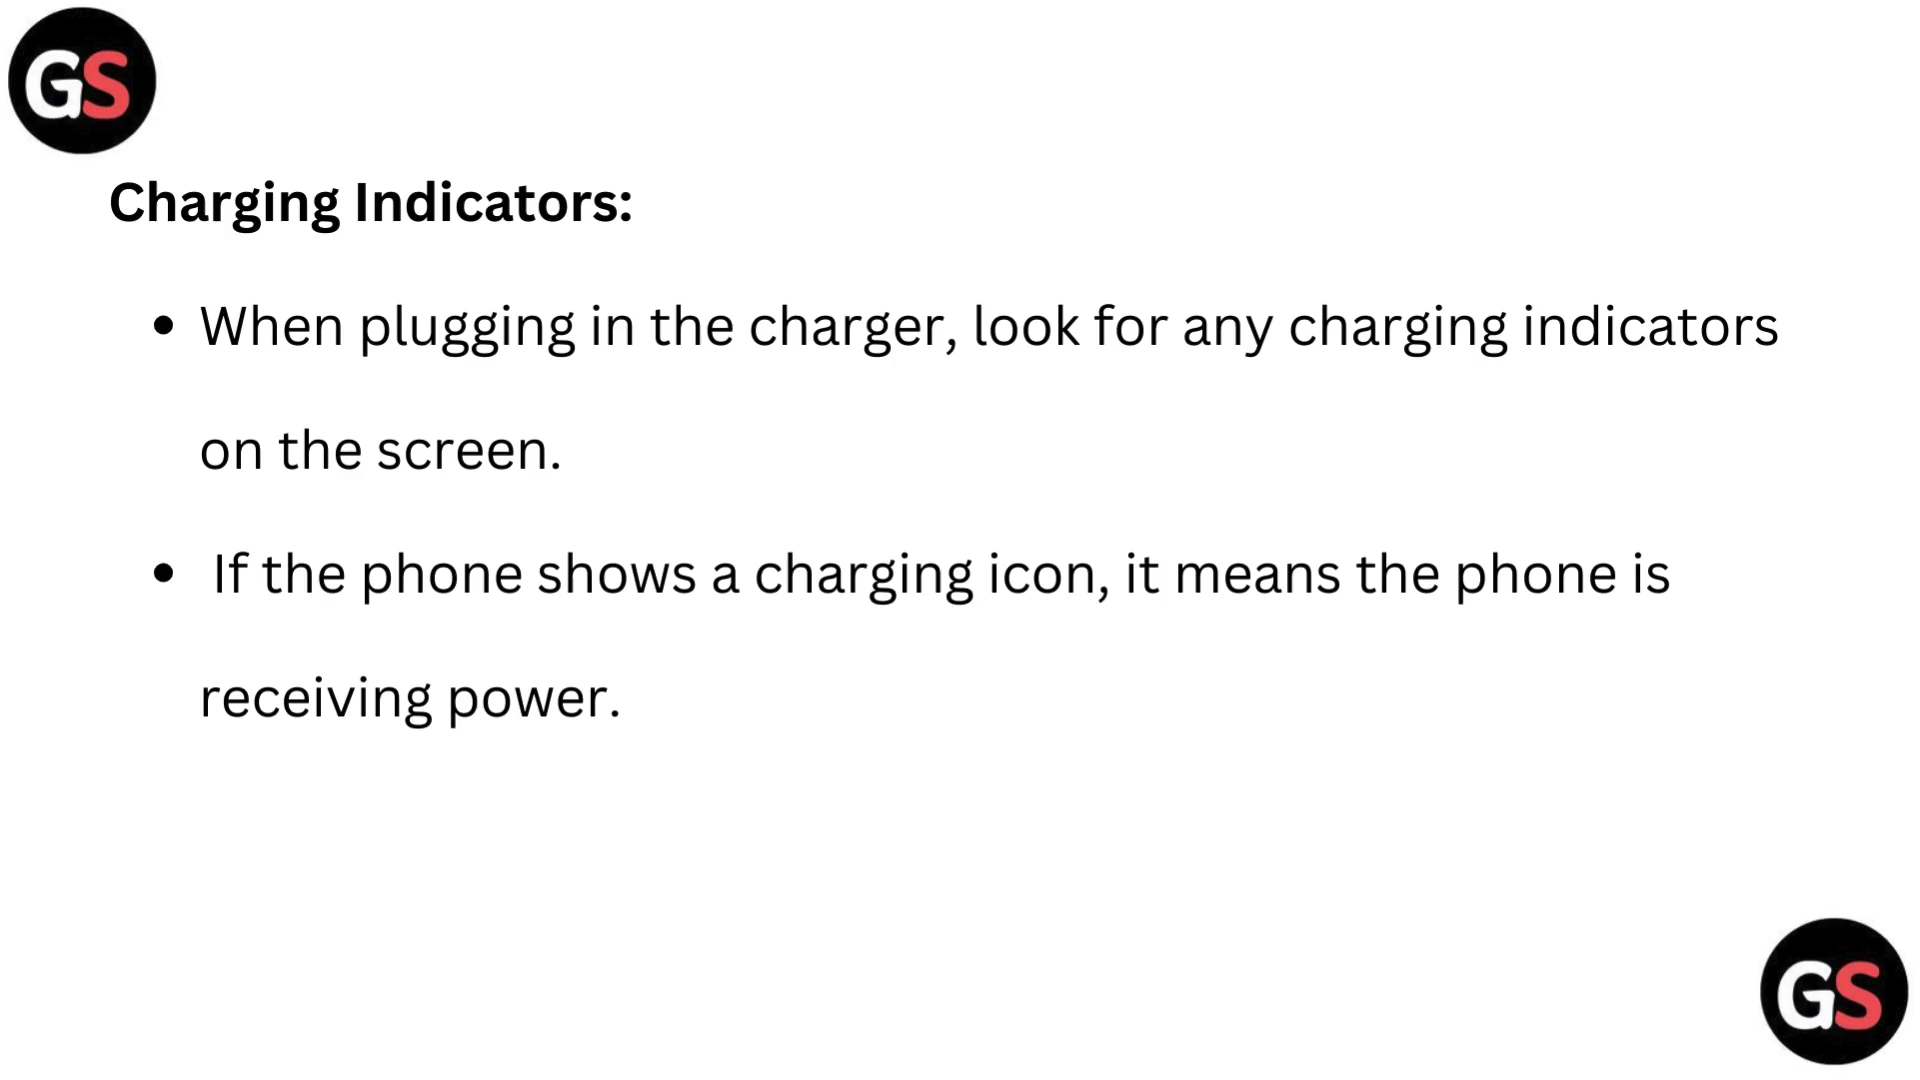 GS
Charging Indicators:
• When plugging in the charger, look for any charging indicators
on the screen.
• If the phone shows a charging icon, it means the phone is
receiving power.
GS